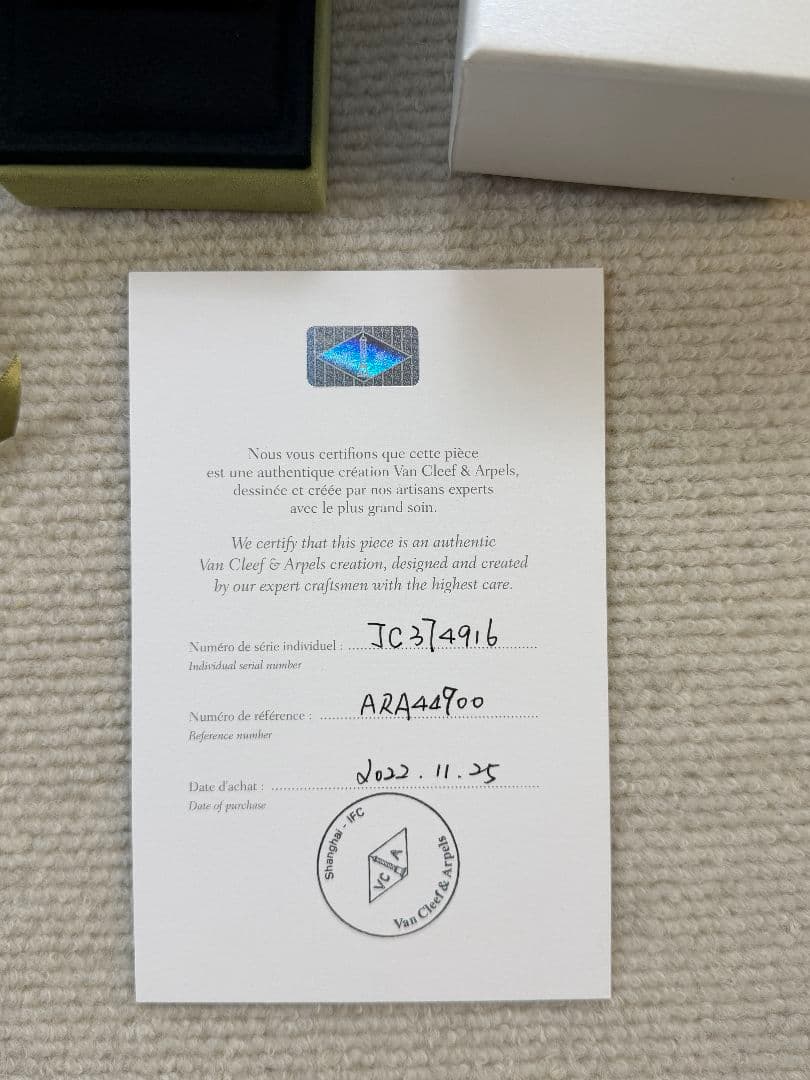 Nous vous certifions que cette pièce
est une authentique création Van Cleef & Arpels,
dessinée et créée par nos artisans experts
avec le plus grand soin.
We certify that this piece is an authentic
Van Cleef & Arpels creation, designed and created
by our expert craftsmen with the highest care.
Numéro de série individuel : JC374916
Individual serial number
Numéro de référence : ARA44900
Reference number
Date d'achat : 2022.11.25
Date of purchase
Shanghai - IFC
VC A
Van Cleef & Arpels